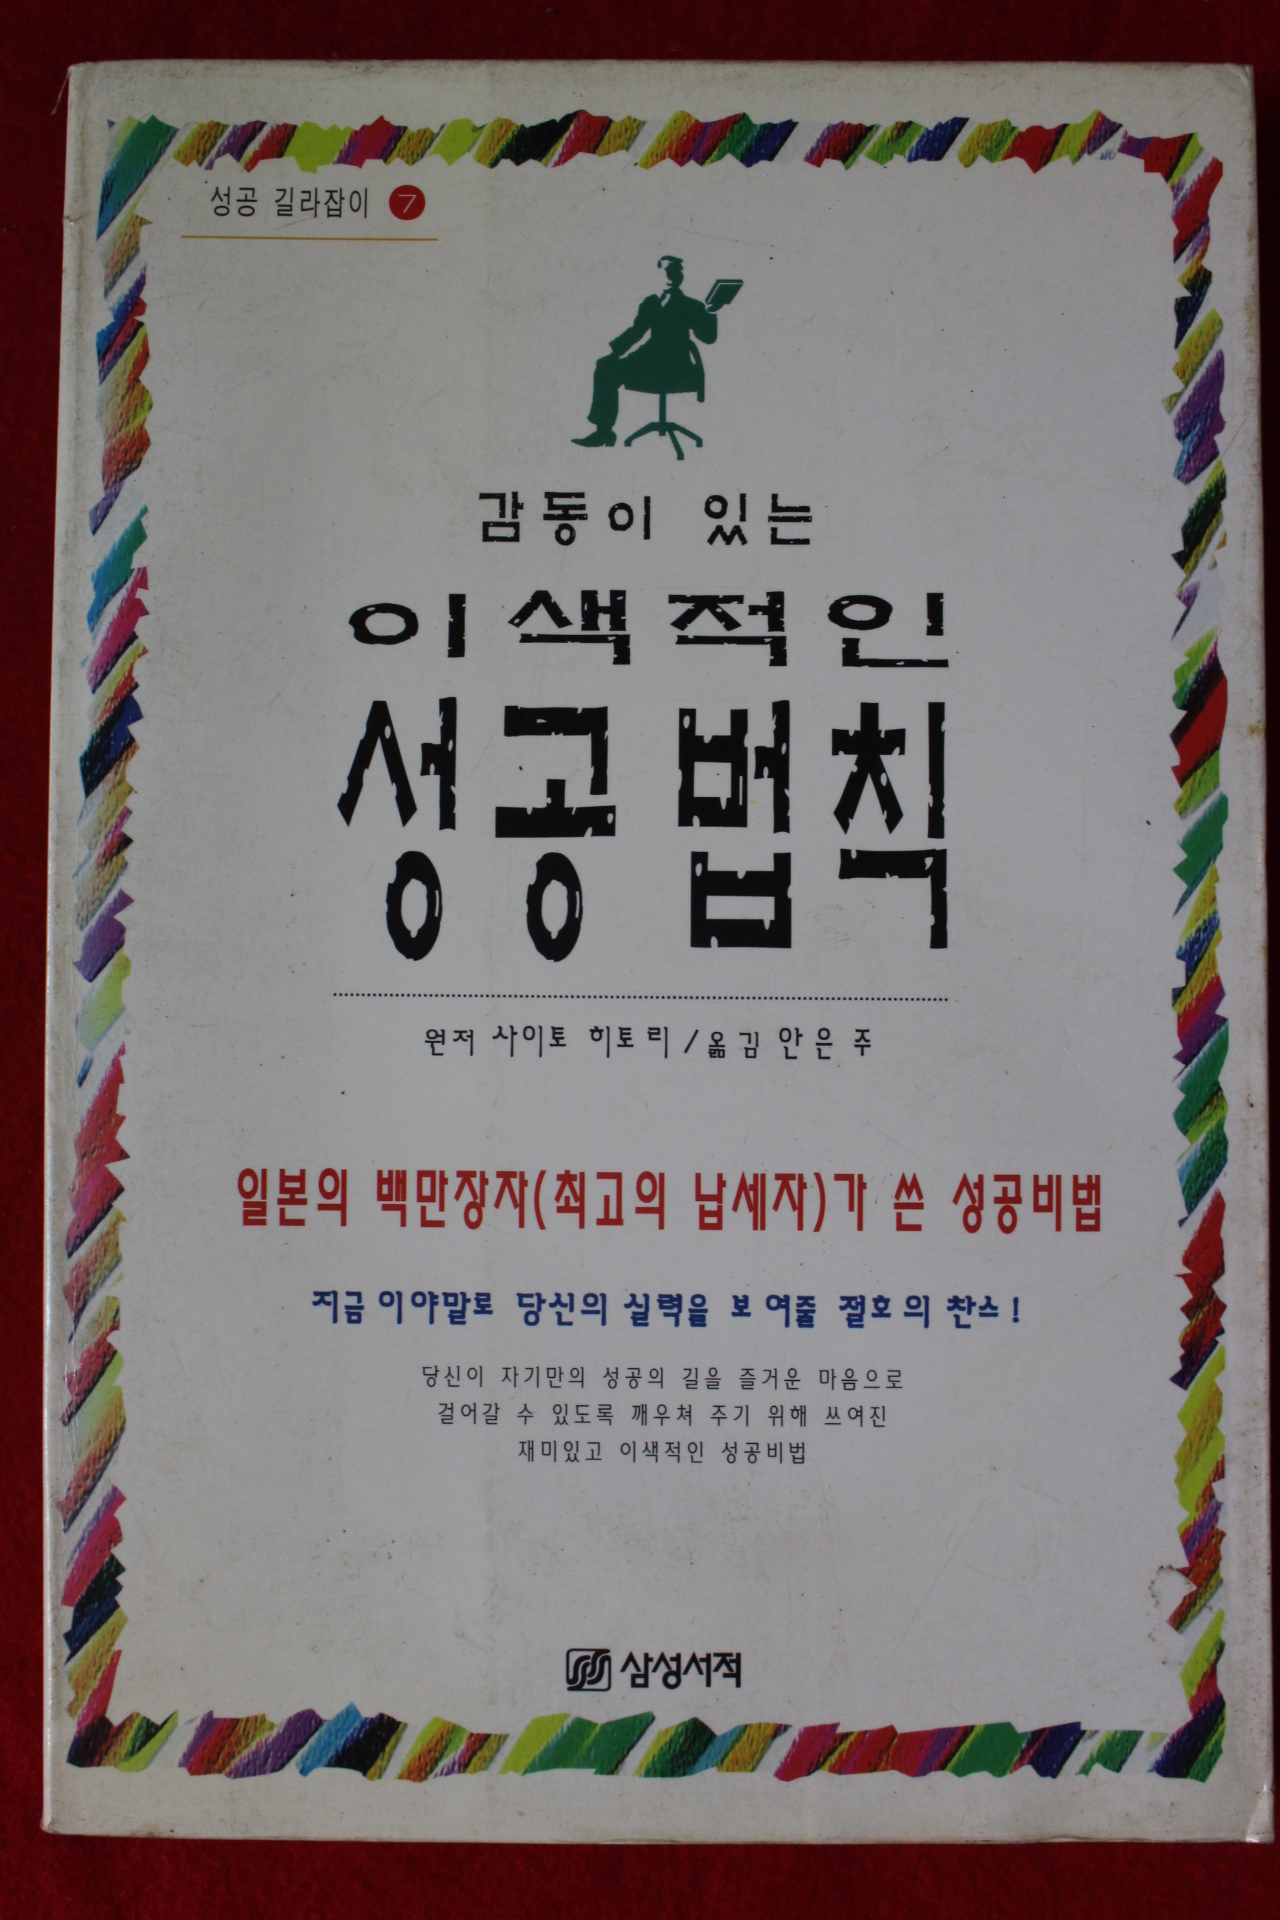 성공 길라잡이 7
감동이 있는
이색적인
성공법칙
원저 사이토 히토리/옮김 안은주
일본의 백만장자(최고의 납세자)가 쓴 성공비법
지금 이야말로 당신의 실력을 보여줄 절호의 찬스!
당신이 자기만의 성공의 길을 즐거운 마음으로
걸어갈 수 있도록 깨우쳐 주기 위해 쓰여진
재미있고 이색적인 성공비법
삼성서적